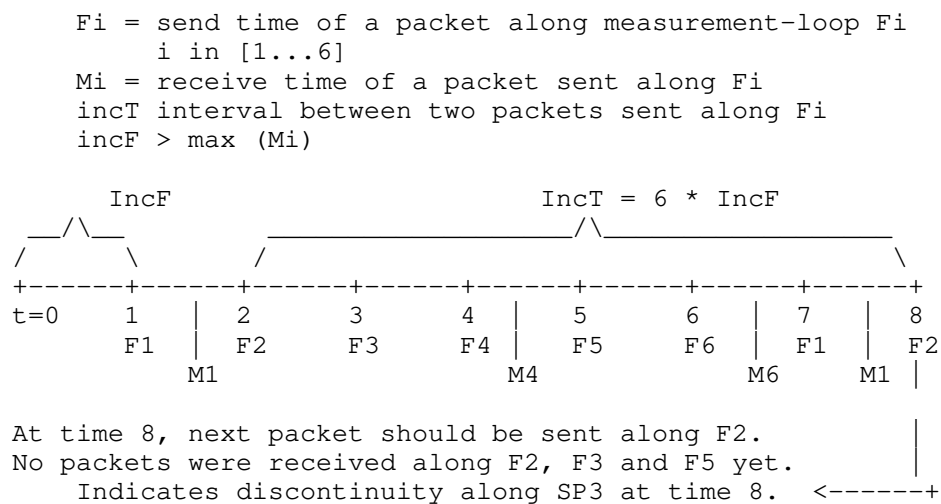 Fi = send time of a packet along measurement-loop Fi
i in [1...6]
Mi = receive time of a packet sent along Fi
incT interval between two packets sent along Fi
incF > max (Mi)
IncF IncT = 6 * IncF
__/\__ ___________________/\__________________
/ \ / \
+------+------+------+------+------+------+------+------+
t=0 1 | 2 3 4 | 5 6 | 7 | 8
F1 | F2 F3 F4 | F5 F6 | F1 | F2
M1 M4 M6 M1 |
At time 8, next packet should be sent along F2. |
No packets were received along F2, F3 and F5 yet. |
Indicates discontinuity along SP3 at time 8. <------+